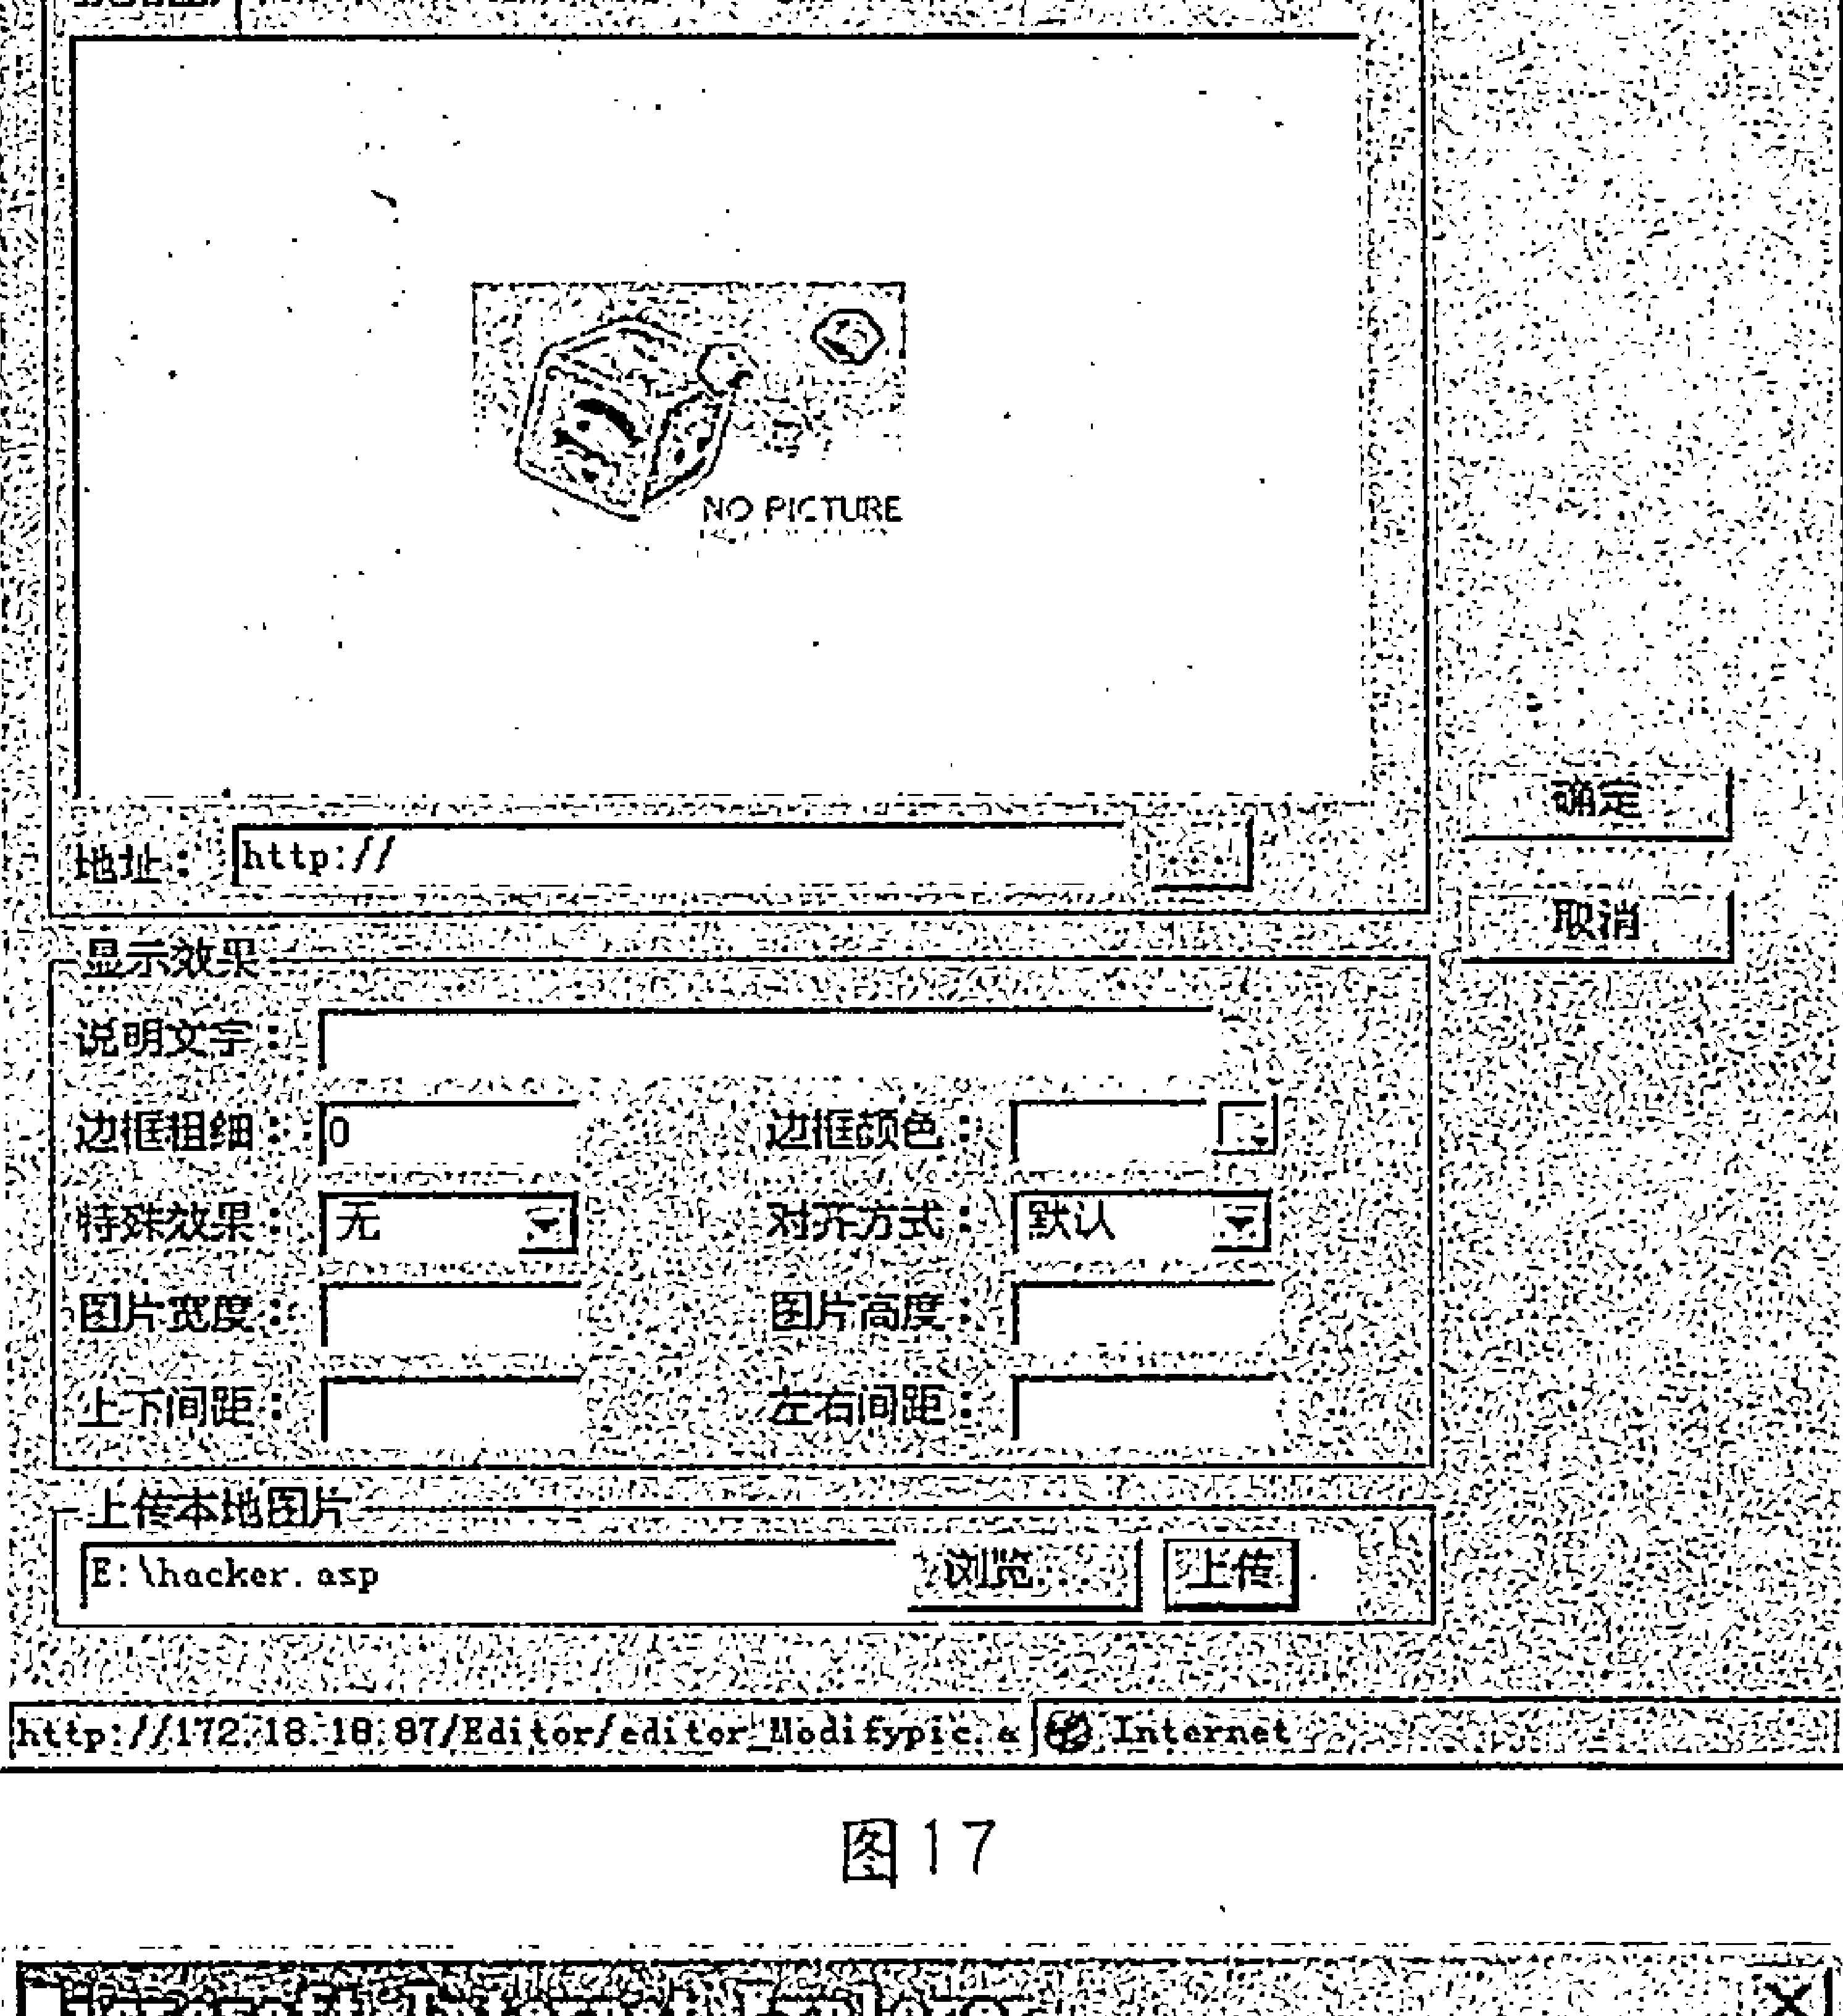 NO PICTURE
地址: http://
确定
取消
显示效果
说明文字:
边框粗细: 0 边框颜色:
特殊效果: 无 对齐方式: 默认
图片宽度: 图片高度:
上下间距: 左右间距:
上传本地图片
E:\hacker.asp 浏览 上传
http://172.18.18.87/Editor/editor_Modifypic.a Internet
图17
Microsoft Internet Explorer